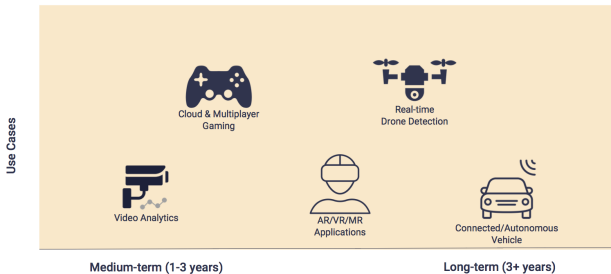 Use Cases
Cloud & Multiplayer
Gaming
Real-time
Drone Detection
Video Analytics
AR/VR/MR
Applications
Connected/Autonomous
Vehicle
Medium-term (1-3 years)
Long-term (3+ years)